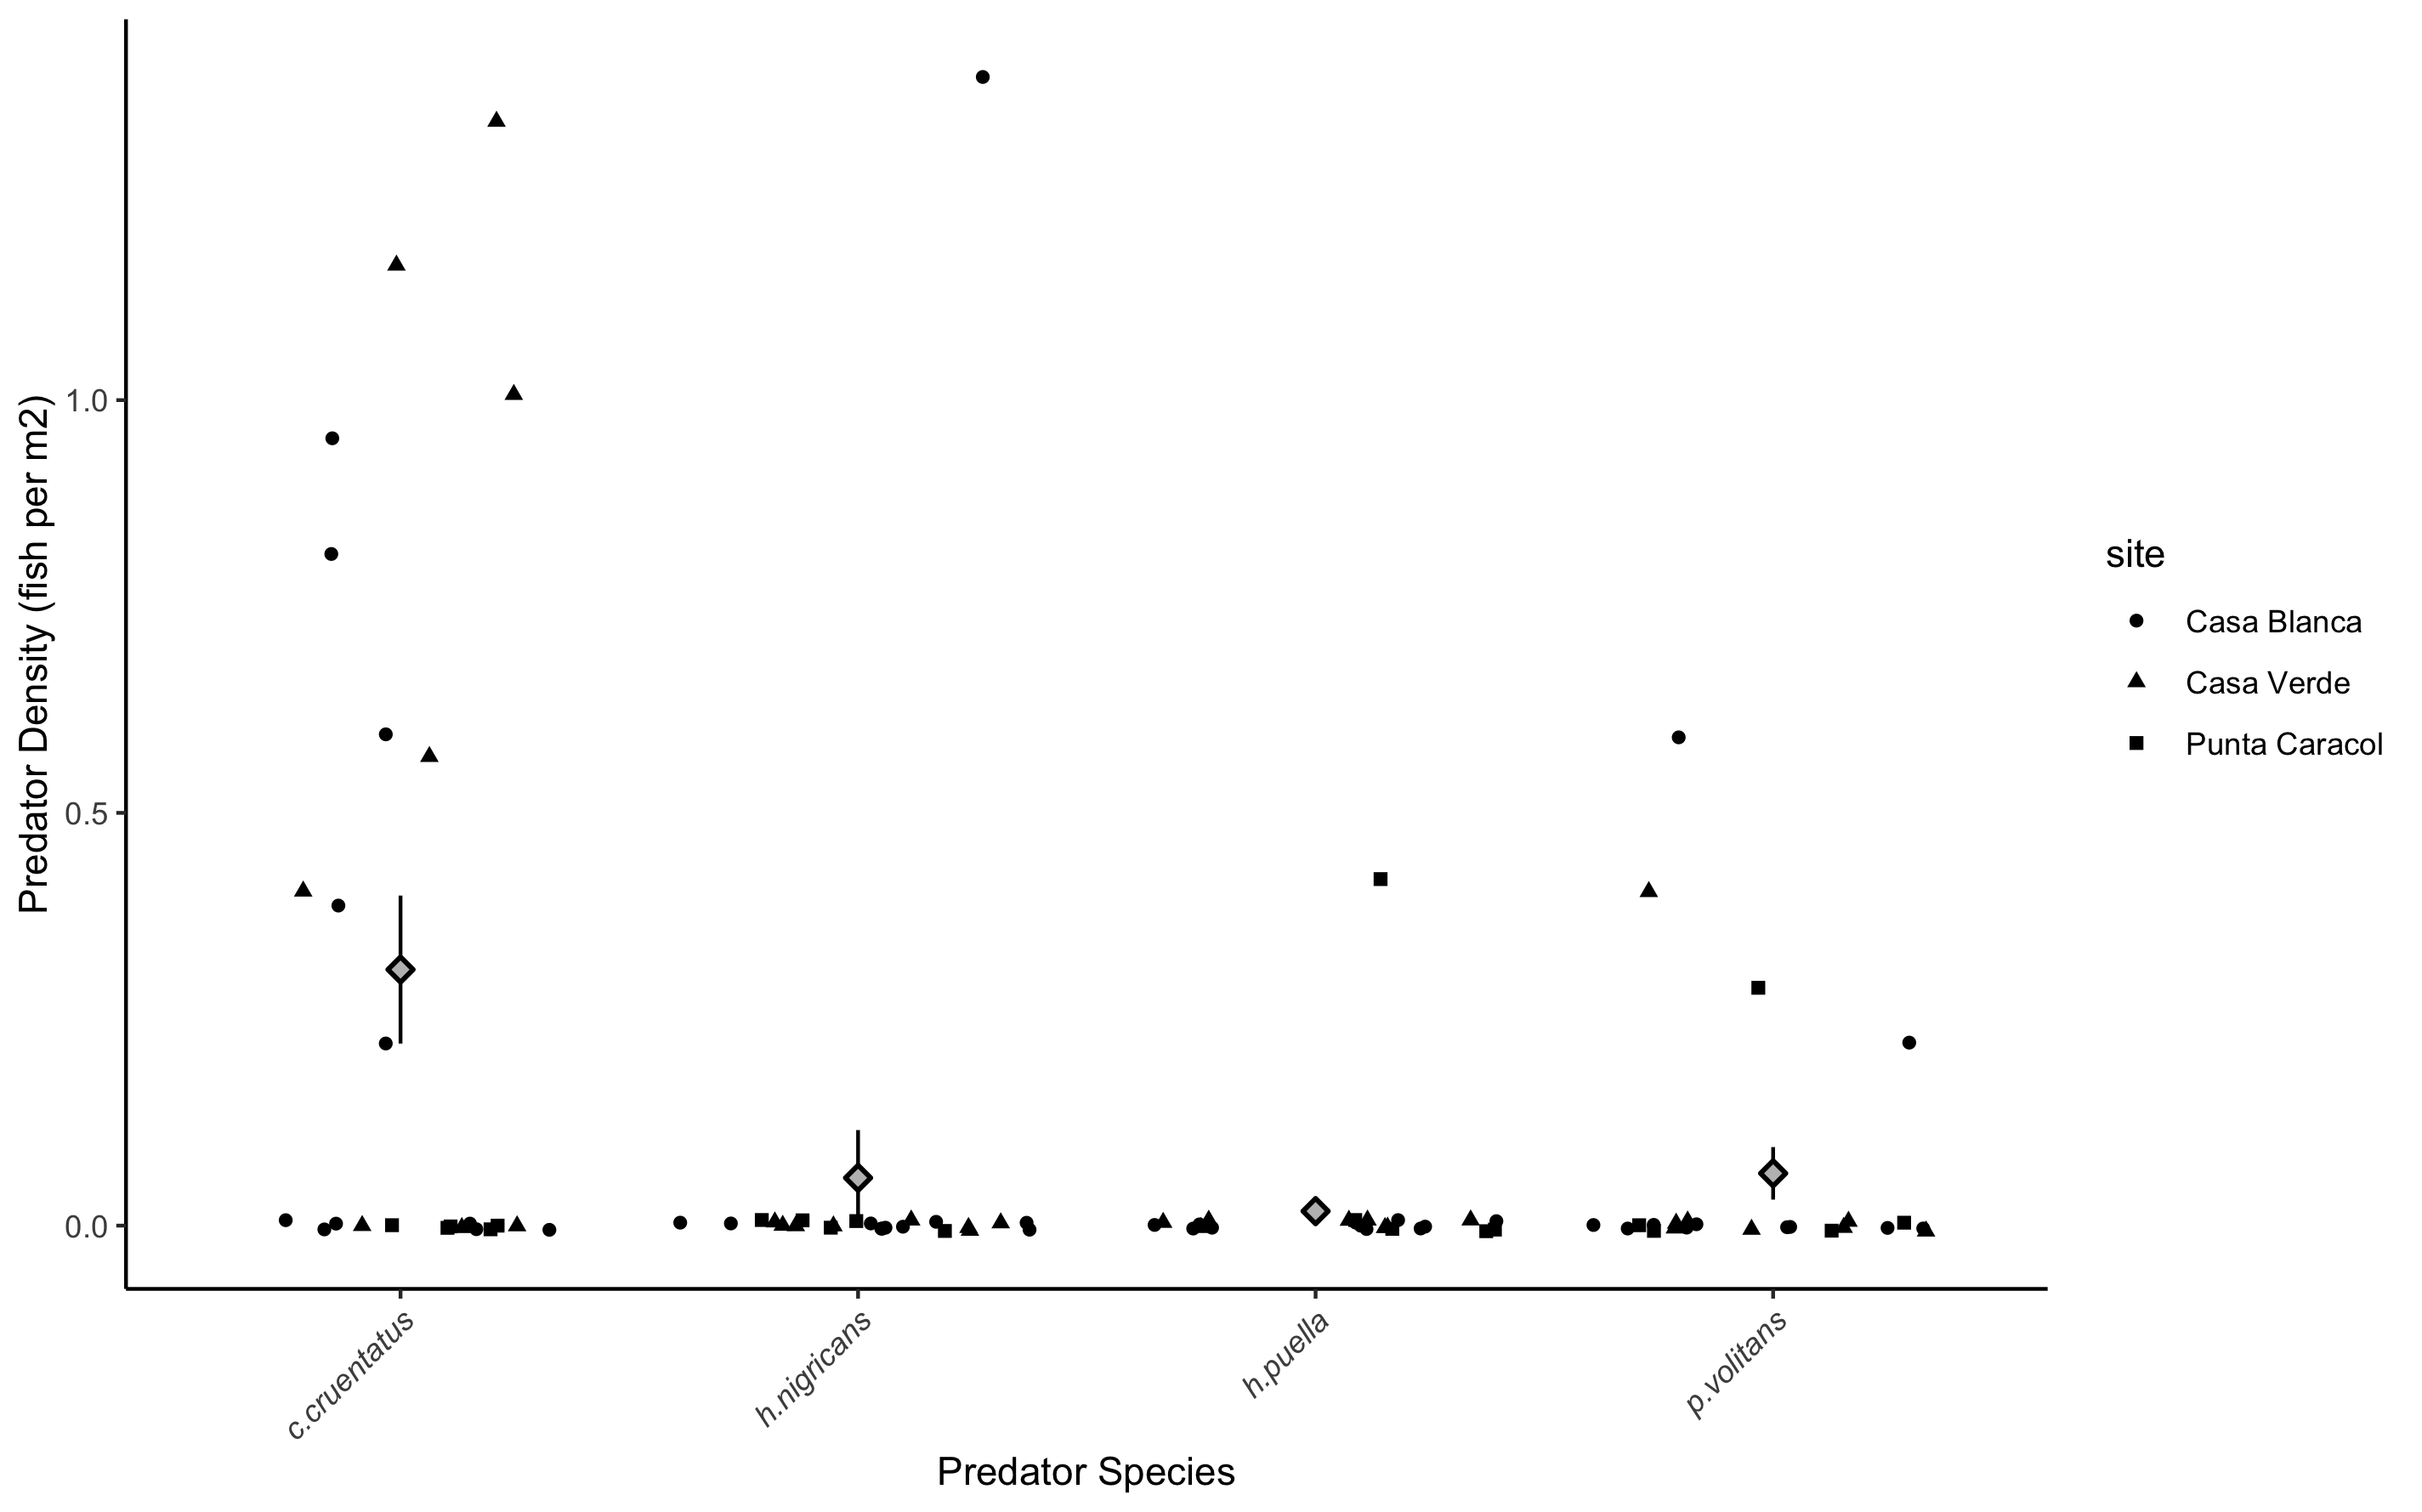 Predator Density (fish per m2)
1.0
0.5
0.0
c.cruentatus
h.nigricans
h.puella
p.volitans
Predator Species
site
Casa Blanca
Casa Verde
Punta Caracol